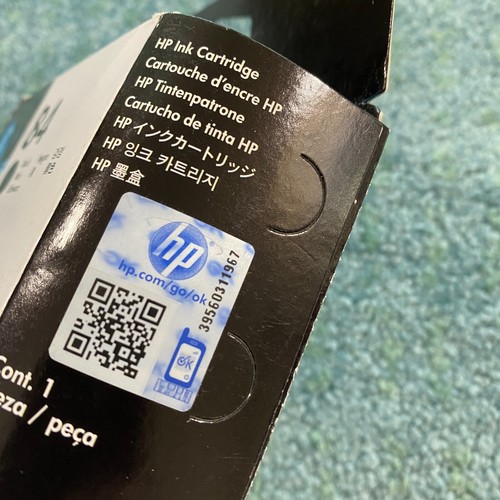 HP Ink Cartridge
Cartouche d'encre HP
HP Tintenpatrone
Cartucho de tinta HP
HP インクカートリッジ
HP 잉크 카트리지
HP 墨盒
hp
hp.com/go/ok
39560311967
OK
Cont. 1
eza / peça